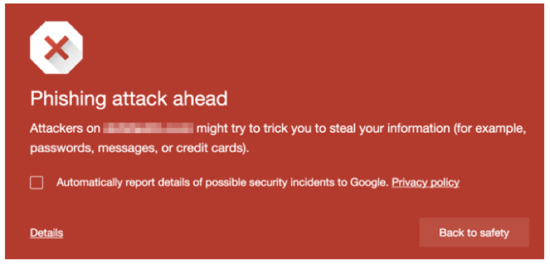 Phishing attack ahead
Attackers on might try to trick you to steal your information (for example,
passwords, messages, or credit cards).
Automatically report details of possible security incidents to Google. Privacy policy
Details
Back to safety